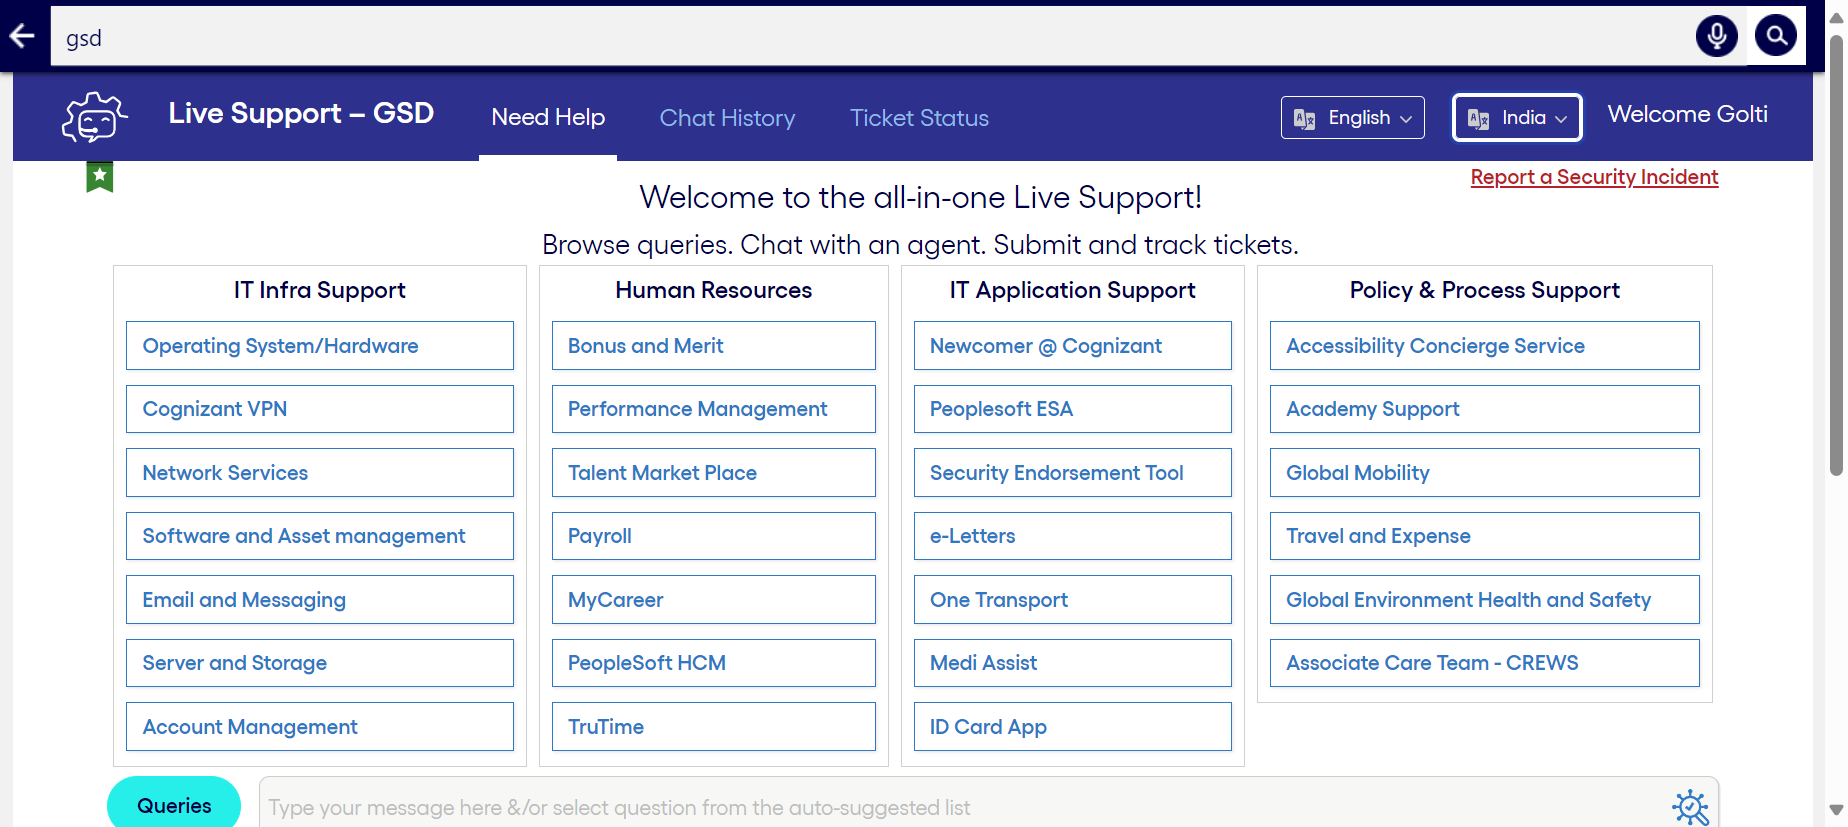 gsd
Live Support – GSD
Need Help
Chat History
Ticket Status
English
India
Welcome Golti
Report a Security Incident
Welcome to the all-in-one Live Support!
Browse queries. Chat with an agent. Submit and track tickets.
IT Infra Support
Operating System/Hardware
Cognizant VPN
Network Services
Software and Asset management
Email and Messaging
Server and Storage
Account Management
Human Resources
Bonus and Merit
Performance Management
Talent Market Place
Payroll
MyCareer
PeopleSoft HCM
TruTime
IT Application Support
Newcomer @ Cognizant
Peoplesoft ESA
Security Endorsement Tool
e-Letters
One Transport
Medi Assist
ID Card App
Policy & Process Support
Accessibility Concierge Service
Academy Support
Global Mobility
Travel and Expense
Global Environment Health and Safety
Associate Care Team - CREWS
Queries
Type your message here &/or select question from the auto-suggested list